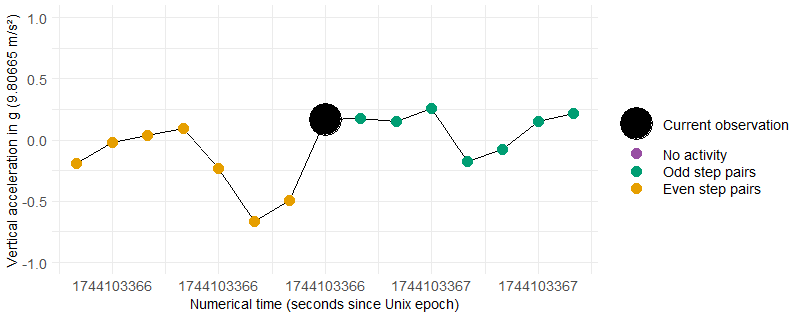 Vertical acceleration in g (9.80665 m/s²)
1.0
0.5
0.0
-0.5
-1.0
1744103366 1744103366 1744103366 1744103367 1744103367
Numerical time (seconds since Unix epoch)
Current observation
No activity
Odd step pairs
Even step pairs